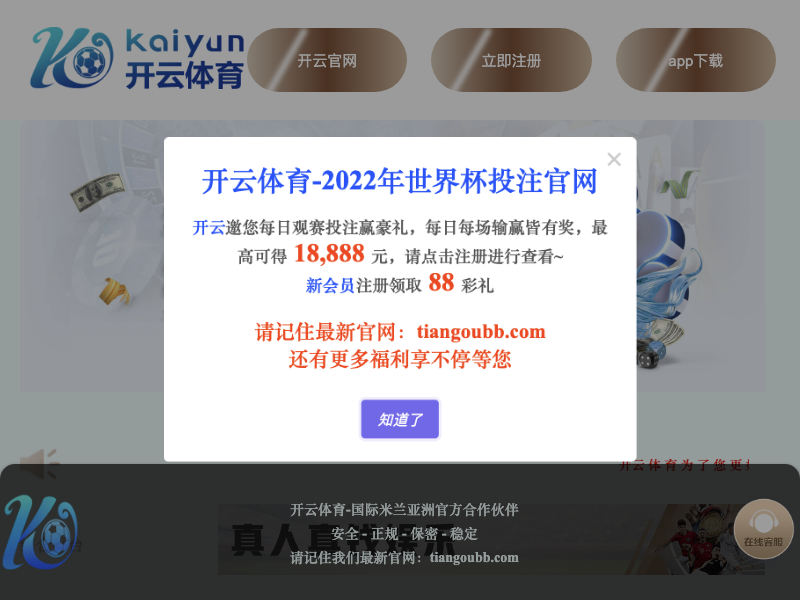 kaiyun
开云体育
开云官网
立即注册
app下载
×
开云体育-2022年世界杯投注官网
开云邀您每日观赛投注赢豪礼，每日每场输赢皆有奖，最
高可得 18,888 元，请点击注册进行查看~
新会员注册领取 88 彩礼
请记住最新官网：tiangoubb.com
还有更多福利享不停等您
知道了
开云体育为了您更
开云体育-国际米兰亚洲官方合作伙伴
安全 - 正规 - 保密 - 稳定
请记住我们最新官网：tiangoubb.com
在线客服